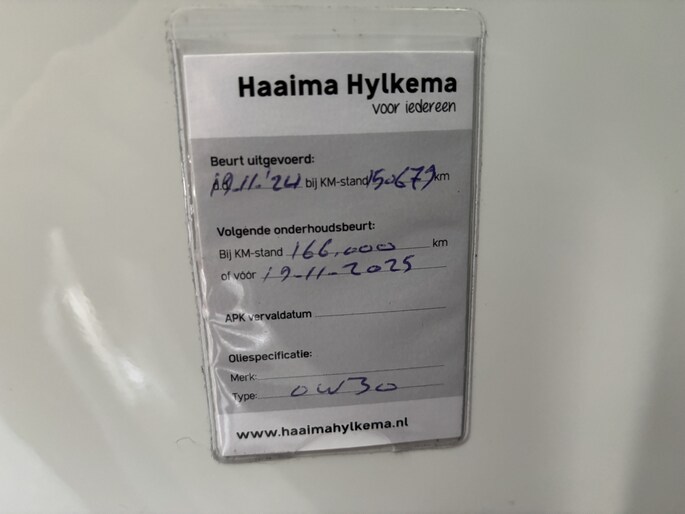 Haaima Hylkema
voor iedereen
Beurt uitgevoerd:
d.d. 19-11-'24 bij KM-stand 150679 km
Volgende onderhoudsbeurt:
Bij KM-stand 166.000 km
of vóór 19-11-2025
APK vervaldatum
Oliespecificatie:
Merk:
Type: 0W30
www.haaimahylkema.nl